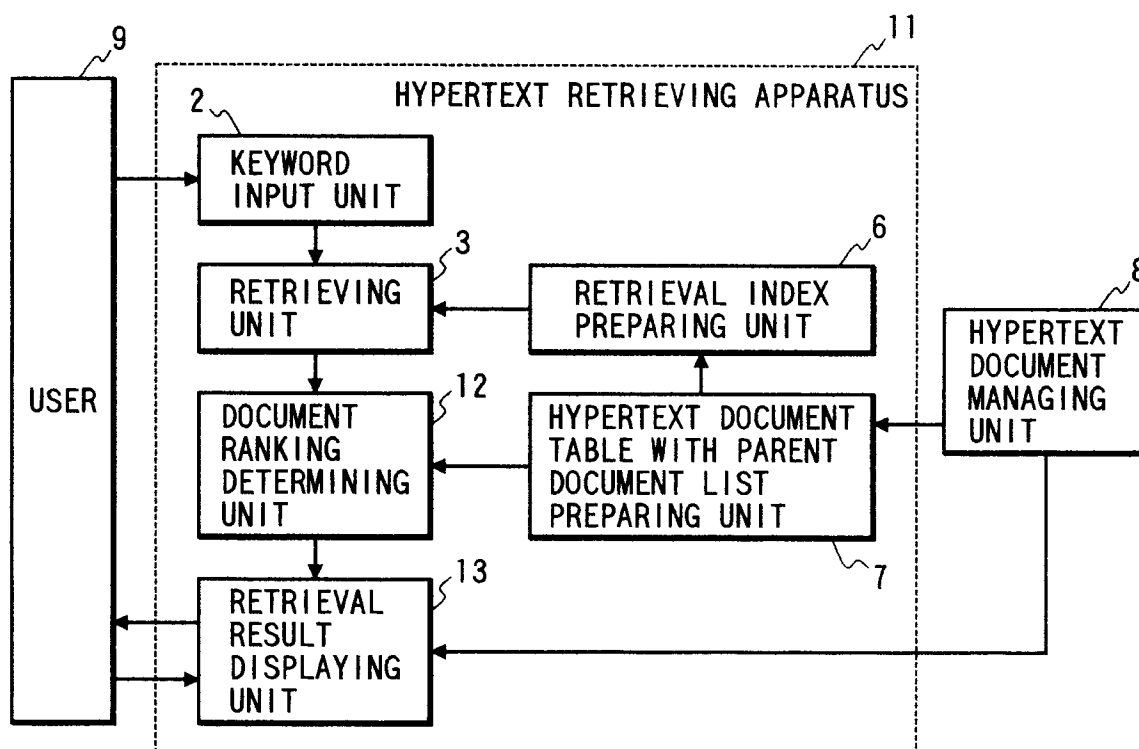 11
9
HYPERTEXT RETRIEVING APPARATUS
2
KEYWORD
INPUT UNIT
3
RETRIEVING
UNIT
6
RETRIEVAL INDEX
PREPARING UNIT
8
HYPERTEXT
DOCUMENT
MANAGING
UNIT
USER
12
DOCUMENT
RANKING
DETERMINING
UNIT
HYPERTEXT DOCUMENT
TABLE WITH PARENT
DOCUMENT LIST
PREPARING UNIT
7
13
RETRIEVAL
RESULT
DISPLAYING
UNIT